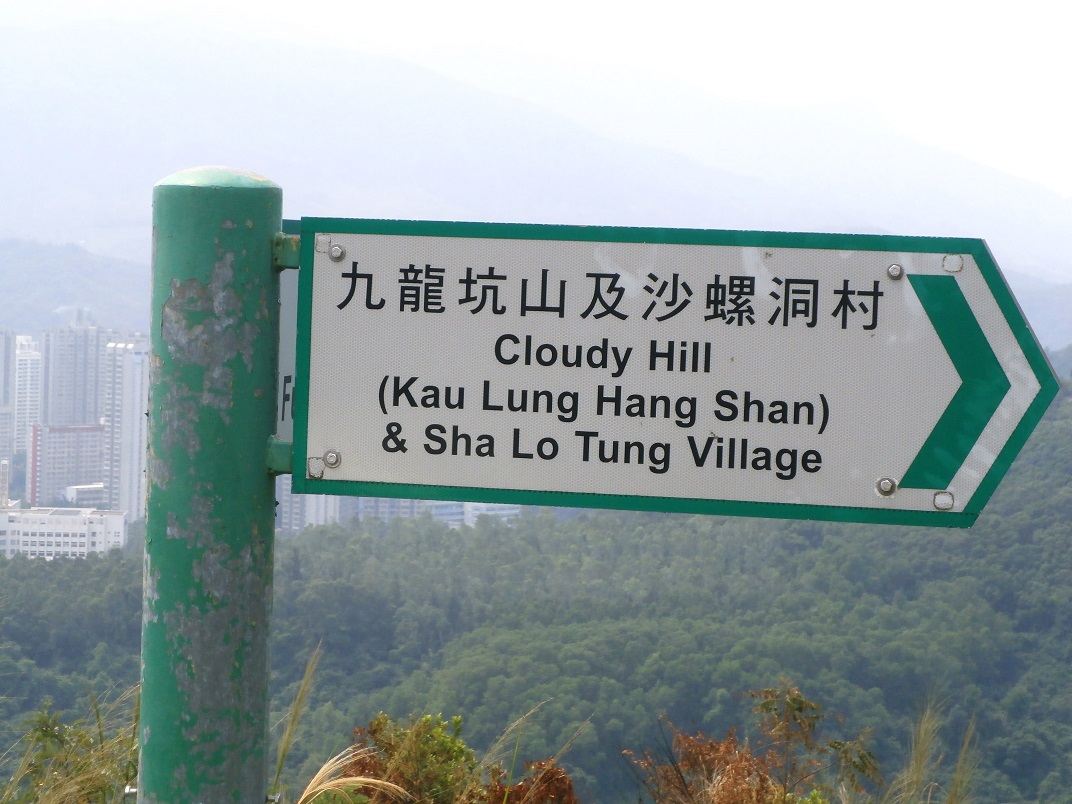 九龍坑山及沙螺洞村
Cloudy Hill
(Kau Lung Hang Shan)
& Sha Lo Tung Village